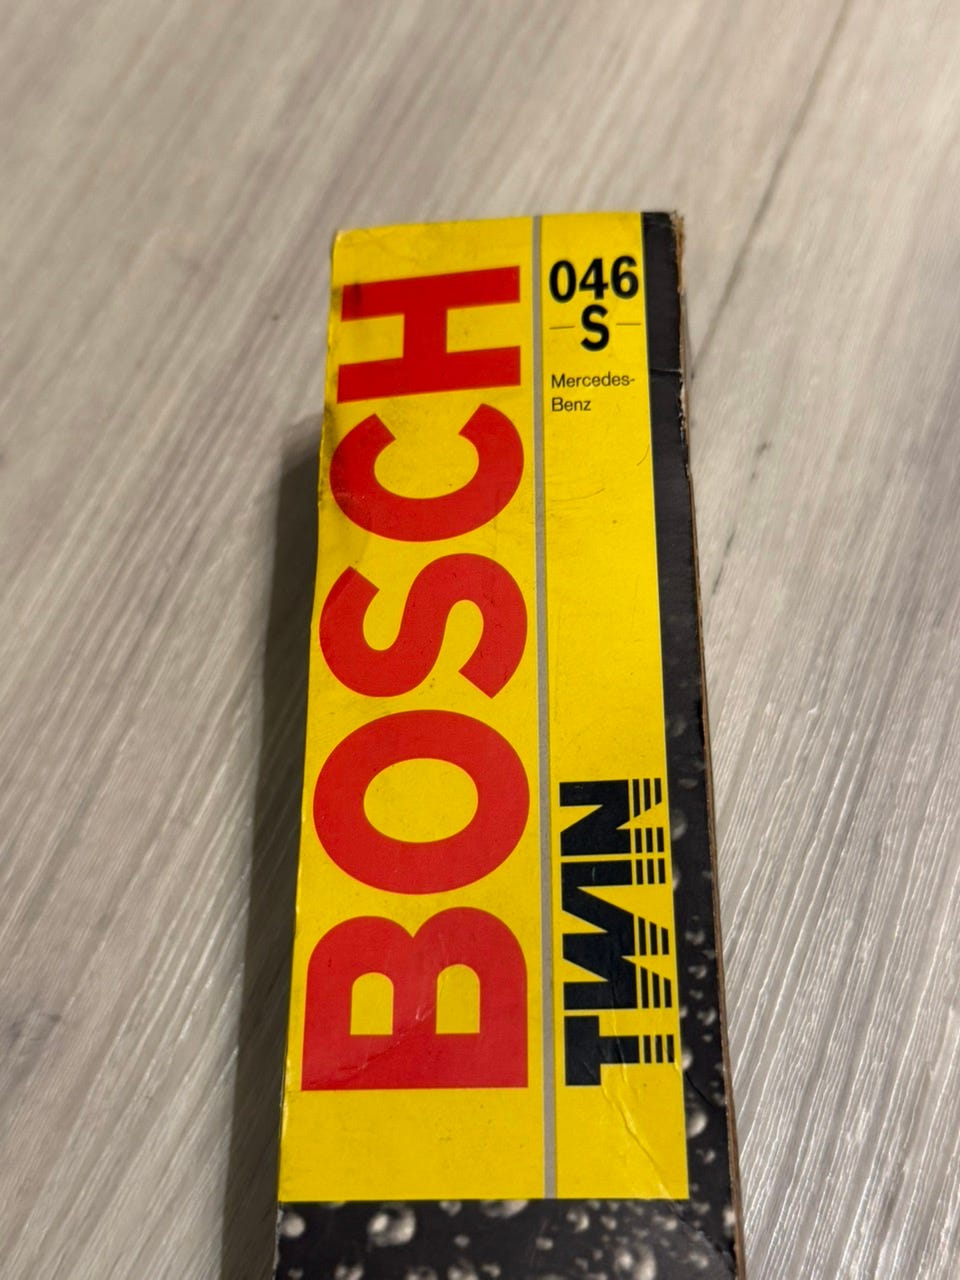 BOSCH
046
S
Mercedes-
Benz
TWIN